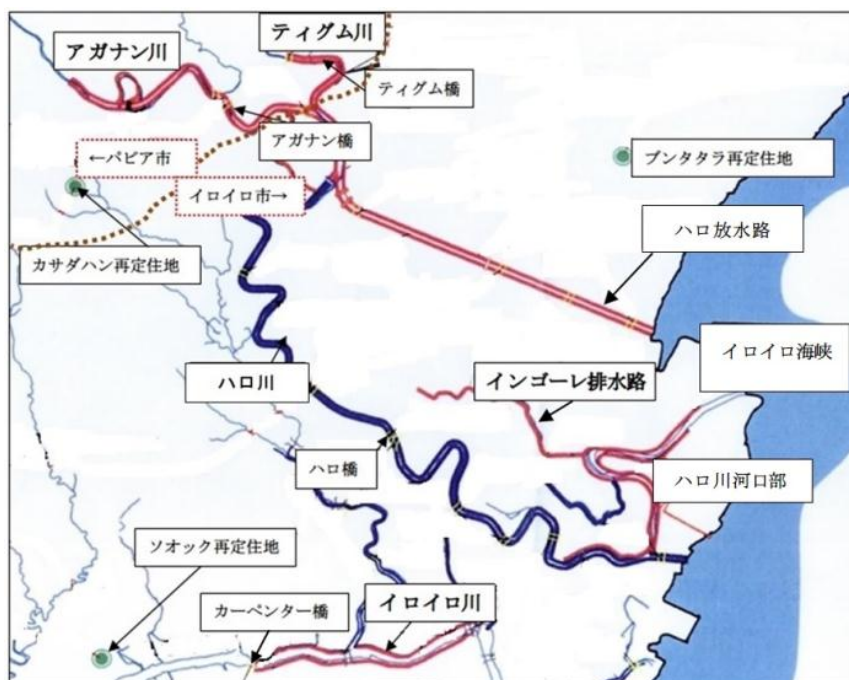 ティグム川
アガナン川
ティグム橋
アガナン橋
←パビア市
ブンタタラ再定住地
イロイロ市→
ハロ放水路
カサダハン再定住地
イロイロ海峡
ハロ川
インゴーレ排水路
ハロ橋
ハロ川河口部
ソオック再定住地
カーペンター橋
イロイロ川